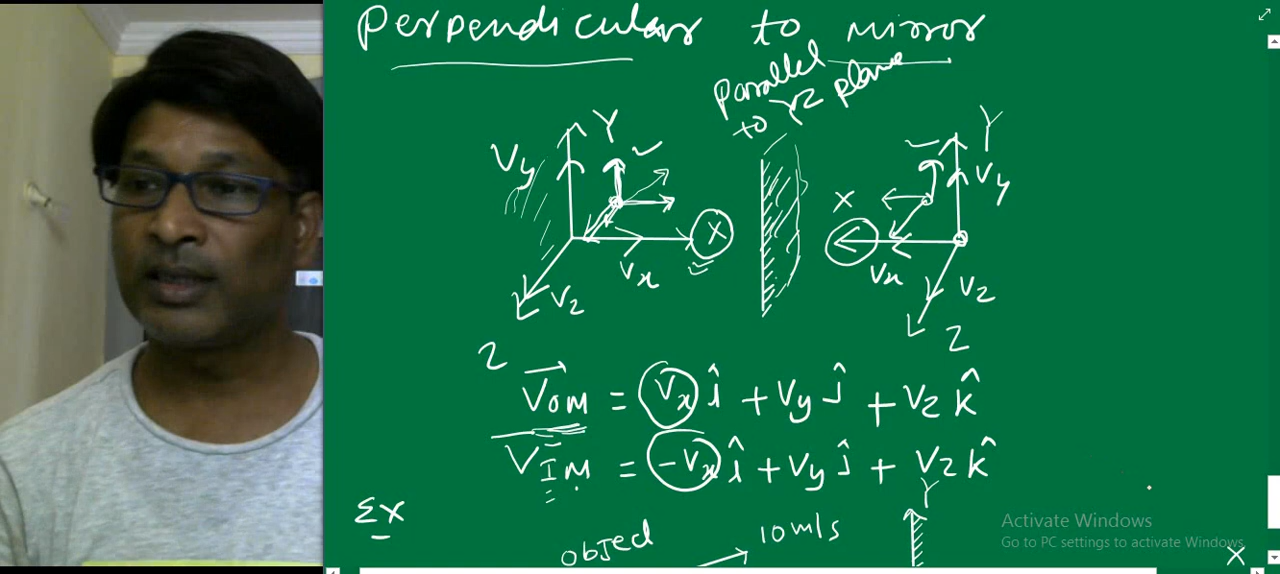 Perpendicular to mirror
Parallel
to YZ plane
Y
Vy
X
Vx
Vz
Z
Y
Vy
X
Vx
Vz
Z
VOM = Vx î + Vy ĵ + Vz k̂
VIM = -Vx î + Vy ĵ + Vz k̂
Ex
object
10 m/s
Y
X
Activate Windows
Go to PC settings to activate Windows.